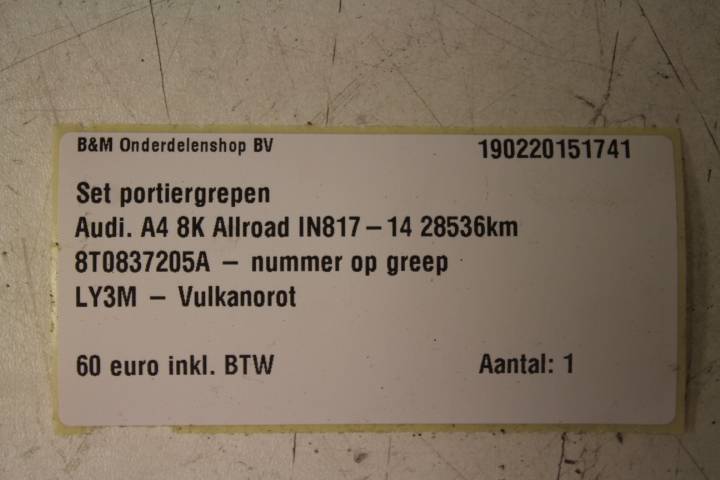 B&M Onderdelenshop BV 190220151741
Set portiergrepen
Audi. A4 8K Allroad IN817 – 14 28536km
8T0837205A – nummer op greep
LY3M – Vulkanorot
60 euro inkl. BTW Aantal: 1